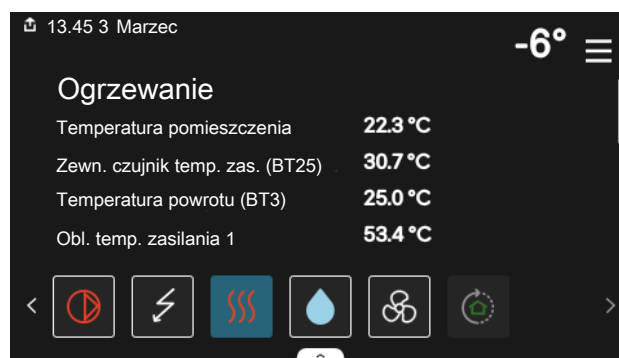 13.45 3 Marzec
-6°
Ogrzewanie
Temperatura pomieszczenia 22.3 °C
Zewn. czujnik temp. zas. (BT25) 30.7 °C
Temperatura powrotu (BT3) 25.0 °C
Obl. temp. zasilania 1 53.4 °C